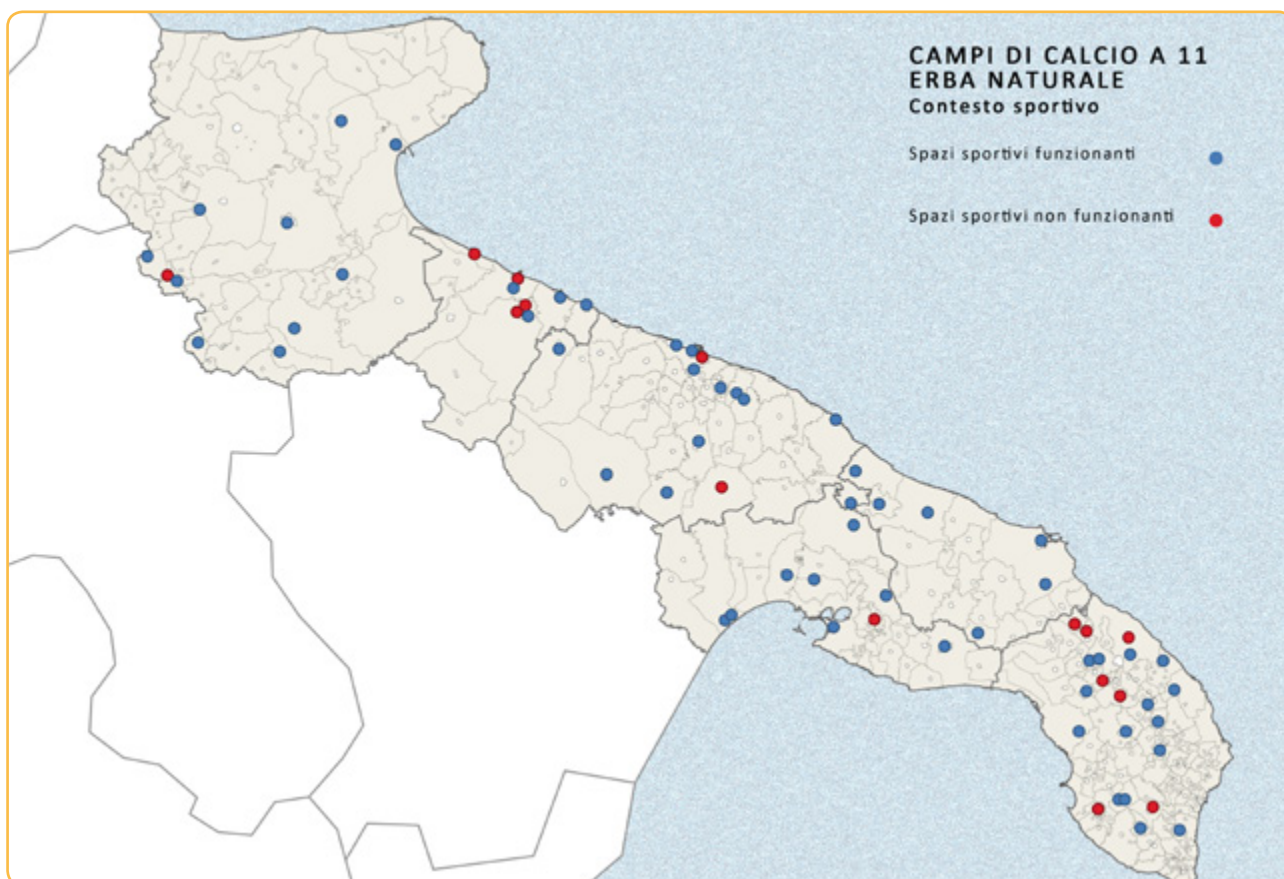 CAMPI DI CALCIO A 11
ERBA NATURALE
Contesto sportivo
Spazi sportivi funzionanti
Spazi sportivi non funzionanti